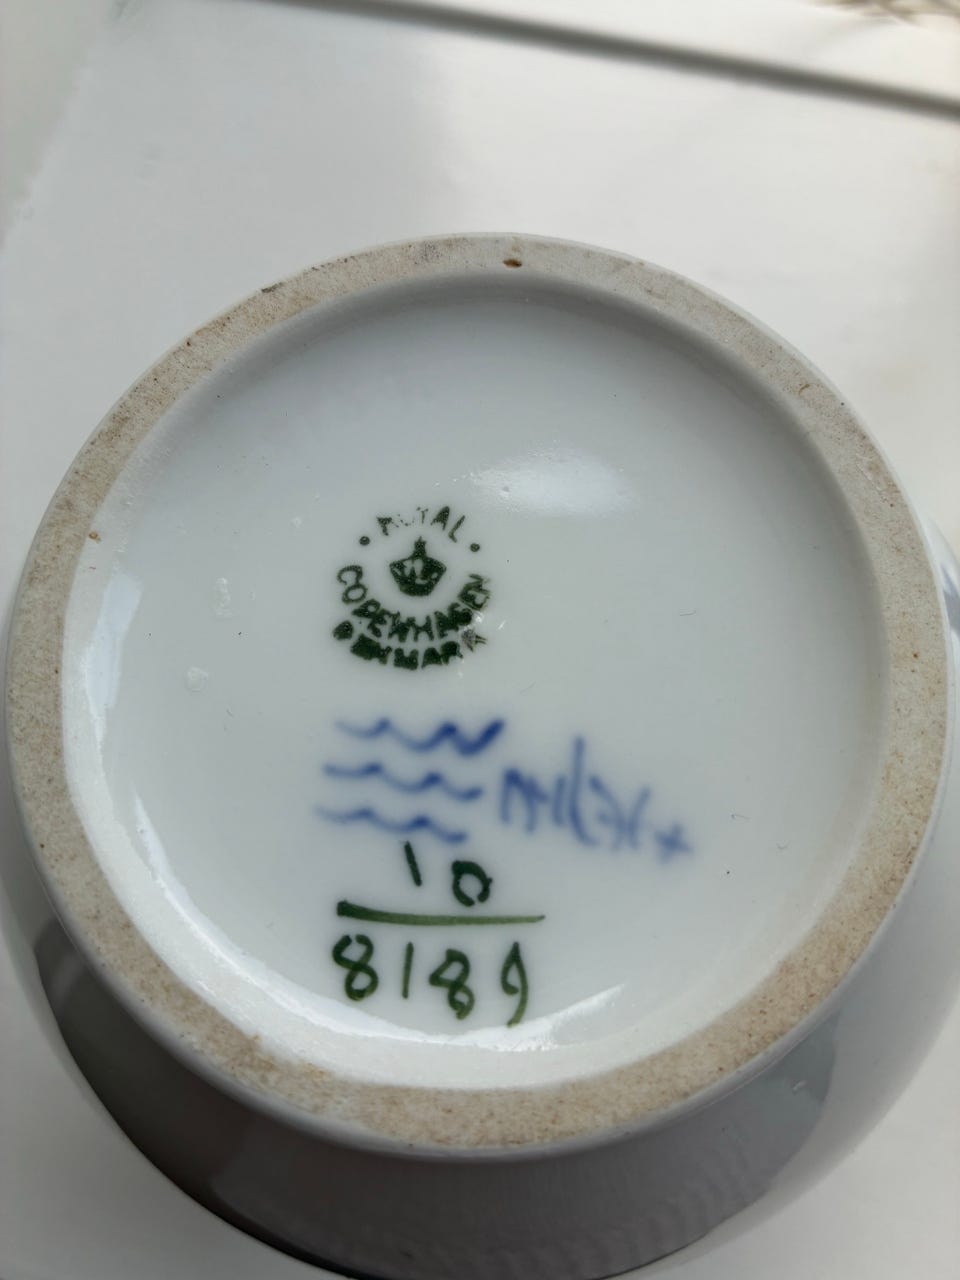 ROYAL
COPENHAGEN
DENMARK
10
8189